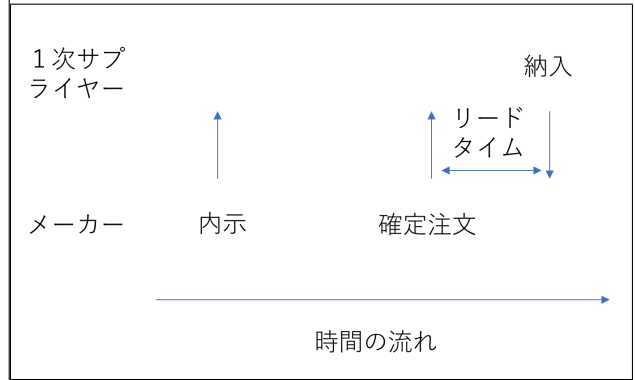 １次サプ
ライヤー
納入
リード
タイム
メーカー
内示
確定注文
時間の流れ